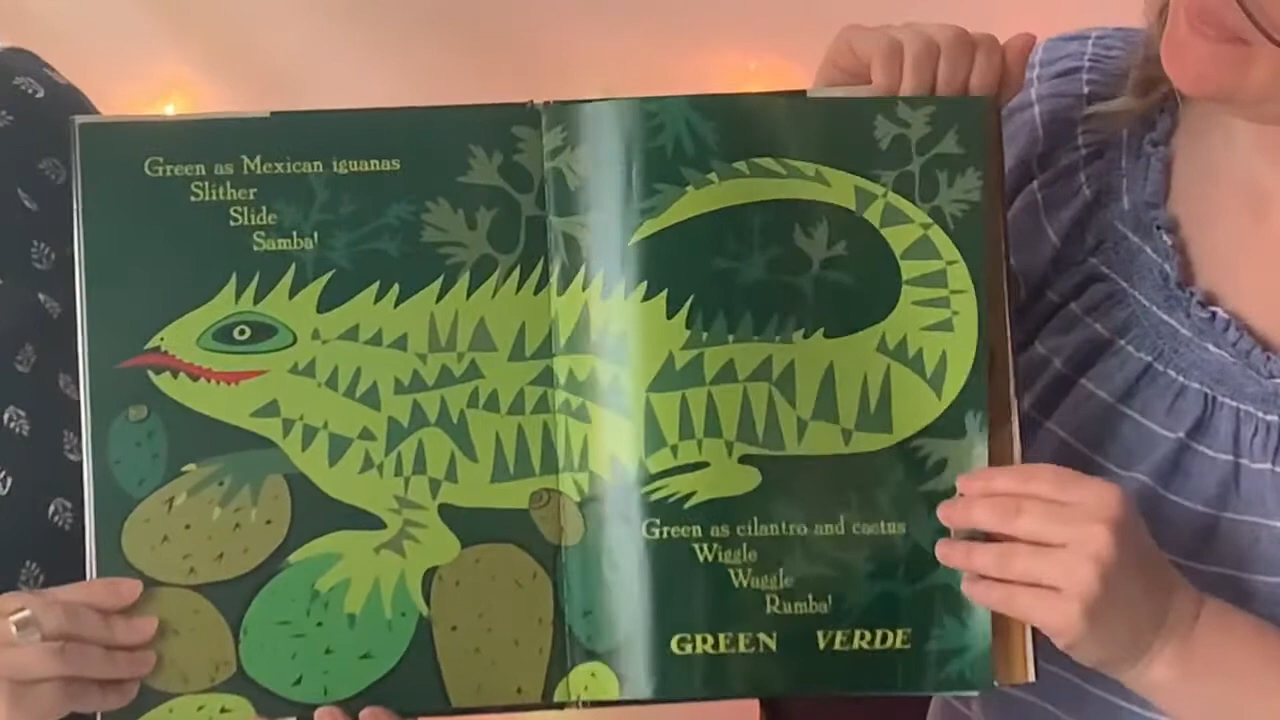 Green as Mexican iguanas
Slither
Slide
Samba!
Green as cilantro and cactus
Wiggle
Waggle
Rumba!
GREEN VERDE